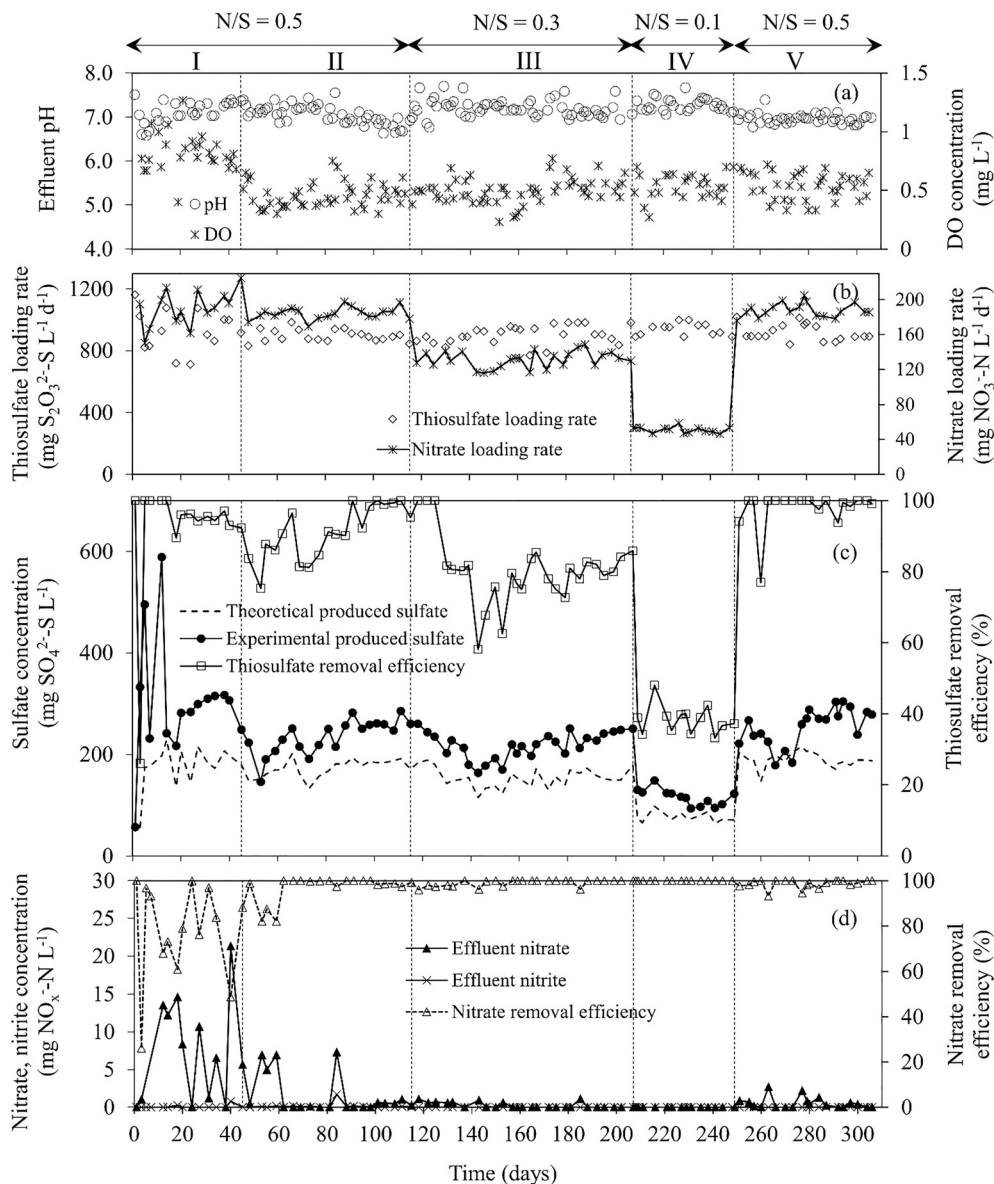 N/S = 0.5 N/S = 0.3 N/S = 0.1 N/S = 0.5
I II III IV V
8.0
7.0
6.0
5.0
4.0
Effluent pH
(a)
pH
DO
1.5
1
0.5
0
DO concentration
(mg L⁻¹)
1200
800
400
0
Thiosulfate loading rate
(mg S₂O₃²⁻-S L⁻¹ d⁻¹)
(b)
Thiosulfate loading rate
Nitrate loading rate
200
160
120
80
40
0
Nitrate loading rate
(mg NO₃⁻-N L⁻¹ d⁻¹)
600
400
200
0
Sulfate concentration
(mg SO₄²⁻-S L⁻¹)
(c)
Theoretical produced sulfate
Experimental produced sulfate
Thiosulfate removal efficiency
100
80
60
40
20
0
Thiosulfate removal
efficiency (%)
30
25
20
15
10
5
0
Nitrate, nitrite concentration
(mg NOₓ⁻-N L⁻¹)
(d)
Effluent nitrate
Effluent nitrite
Nitrate removal efficiency
100
80
60
40
20
0
Nitrate removal
efficiency (%)
0 20 40 60 80 100 120 140 160 180 200 220 240 260 280 300
Time (days)